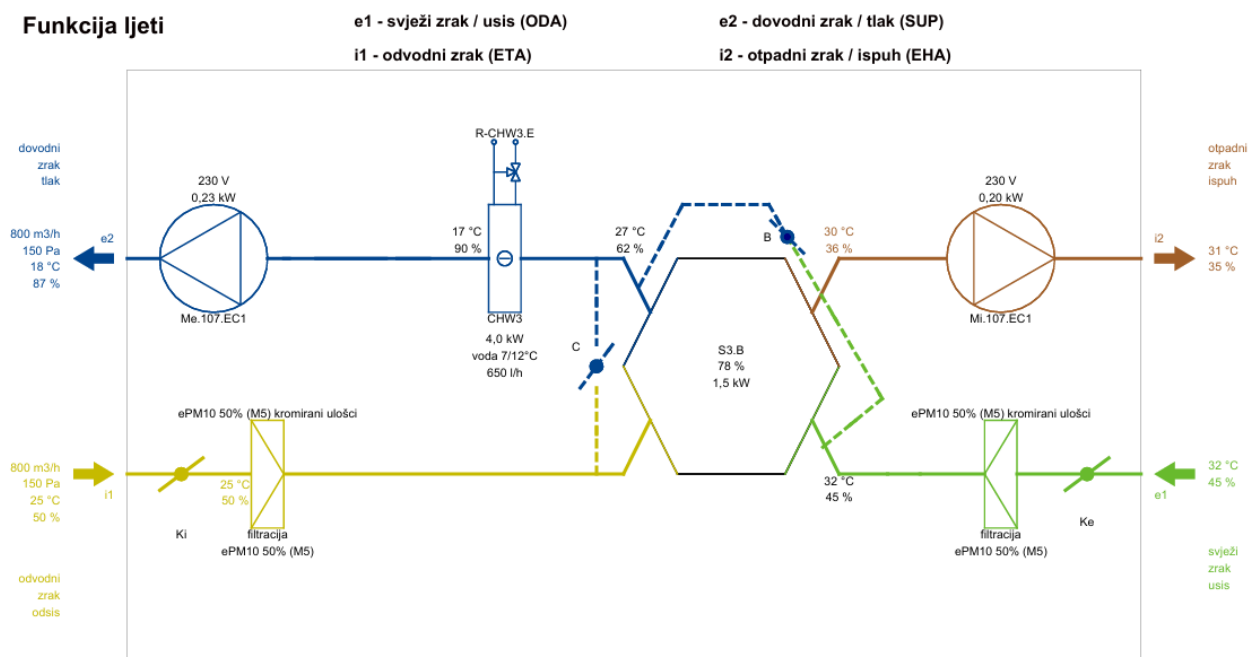 Funkcija ljeti
e1 - svježi zrak / usis (ODA)
e2 - dovodni zrak / tlak (SUP)
i1 - odvodni zrak (ETA)
i2 - otpadni zrak / ispuh (EHA)
R-CHW3.E
dovodni
zrak
tlak
otpadni
zrak
ispuh
230 V
0,23 kW
230 V
0,20 kW
800 m3/h
150 Pa
18 °C
87 %
e2
17 °C
90 %
27 °C
62 %
B
30 °C
36 %
i2
31 °C
35 %
Me.107.EC1
CHW3
4,0 kW
voda 7/12°C
650 l/h
C
S3.B
78 %
1,5 kW
Mi.107.EC1
ePM10 50% (M5) kromirani ulošci
ePM10 50% (M5) kromirani ulošci
800 m3/h
150 Pa
25 °C
50 %
i1
25 °C
50 %
32 °C
45 %
32 °C
45 %
e1
Ki
filtracija
ePM10 50% (M5)
filtracija
ePM10 50% (M5)
Ke
odvodni
zrak
odsis
svježi
zrak
usis